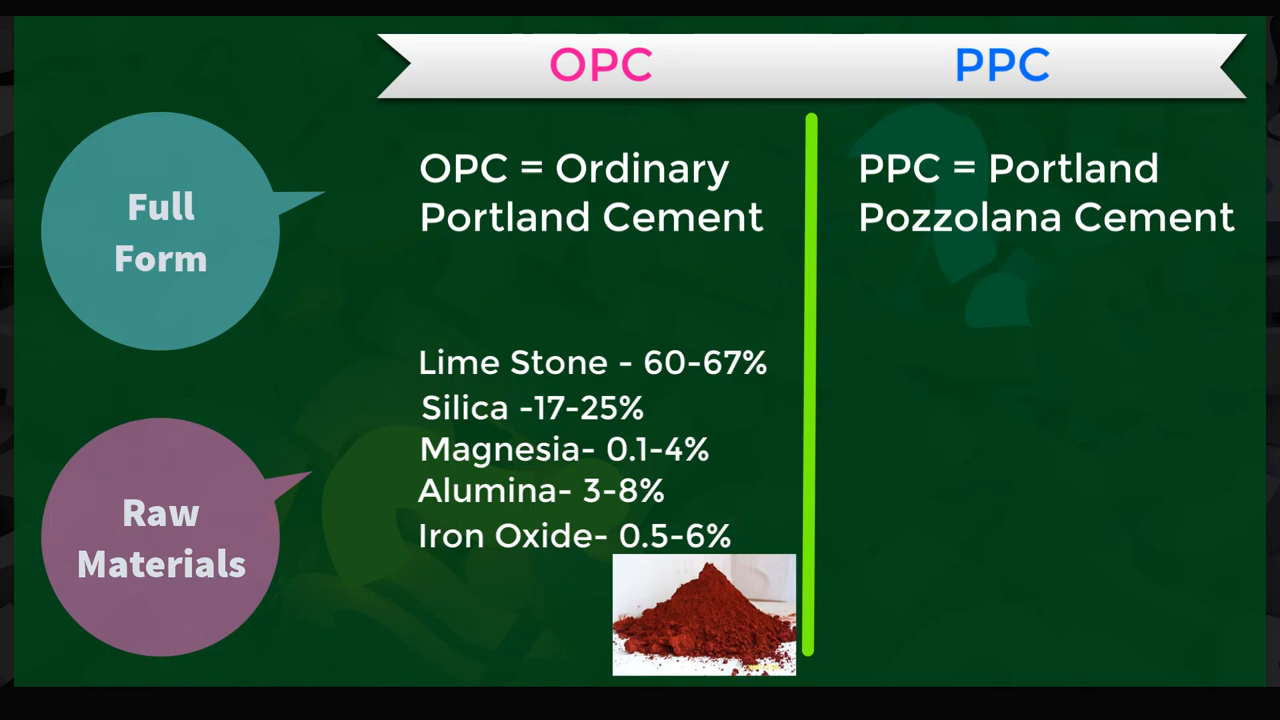 OPC
PPC
Full
Form
OPC = Ordinary
Portland Cement
PPC = Portland
Pozzolana Cement
Raw
Materials
Lime Stone - 60-67%
Silica -17-25%
Magnesia- 0.1-4%
Alumina- 3-8%
Iron Oxide- 0.5-6%